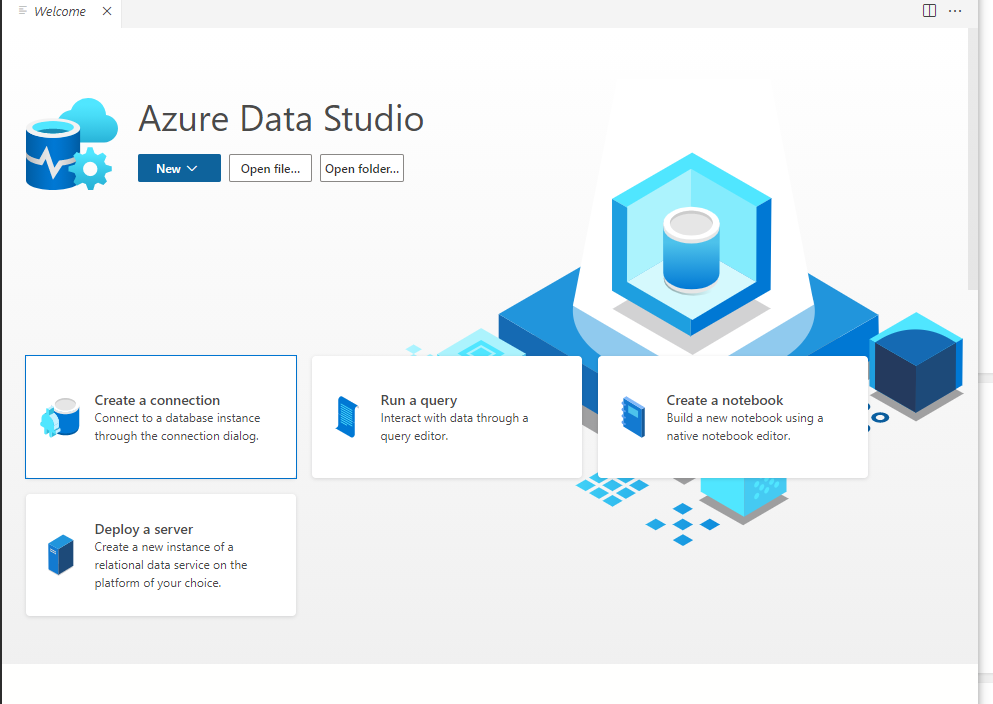 Welcome
Azure Data Studio
New
Open file...
Open folder...
Create a connection
Connect to a database instance
through the connection dialog.
Run a query
Interact with data through a
query editor.
Create a notebook
Build a new notebook using a
native notebook editor.
Deploy a server
Create a new instance of a
relational data service on the
platform of your choice.